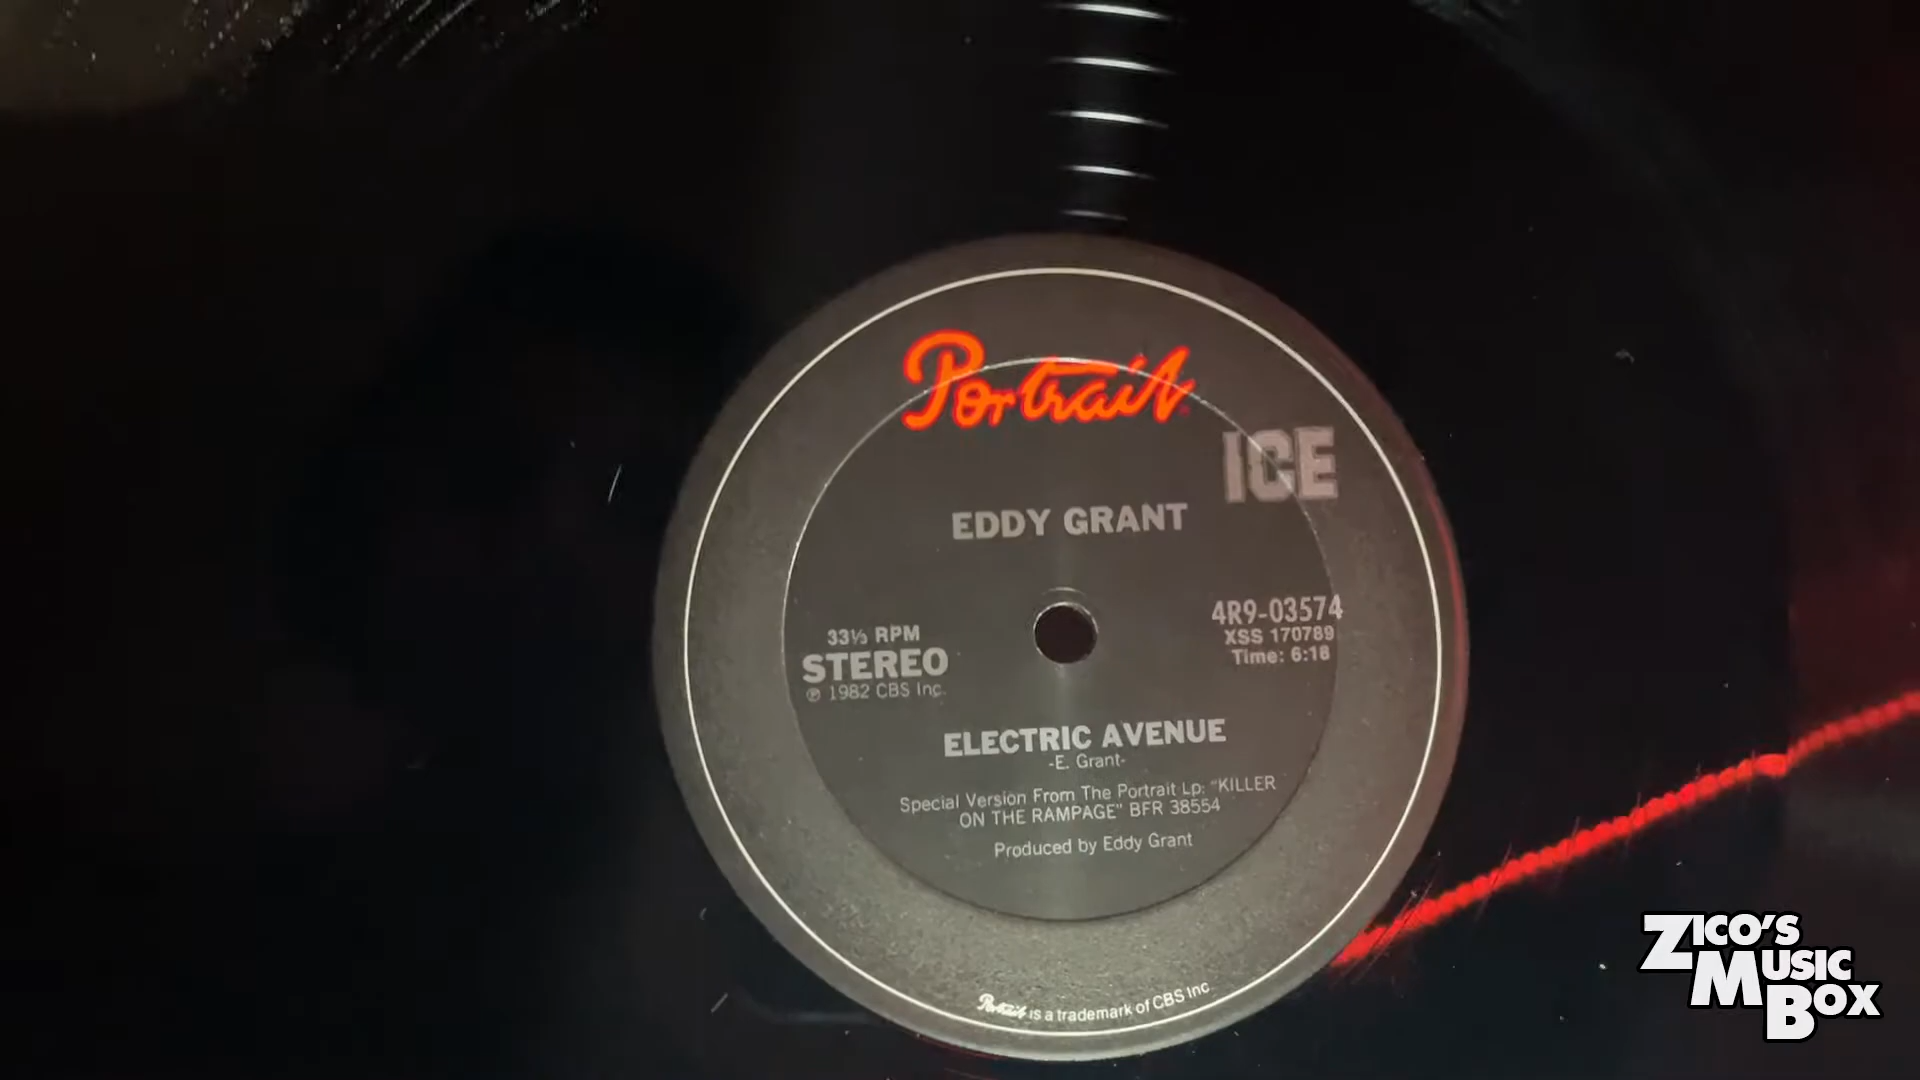 Portrait
ICE
EDDY GRANT
4R9-03574
XSS 170789
Time: 6:18
33⅓ RPM
STEREO
℗ 1982 CBS Inc.
ELECTRIC AVENUE
-E. Grant-
Special Version From The Portrait Lp: "KILLER
ON THE RAMPAGE" BFR 38554
Produced by Eddy Grant
Portrait is a trademark of CBS Inc
ZICO'S
MUSIC
BOX